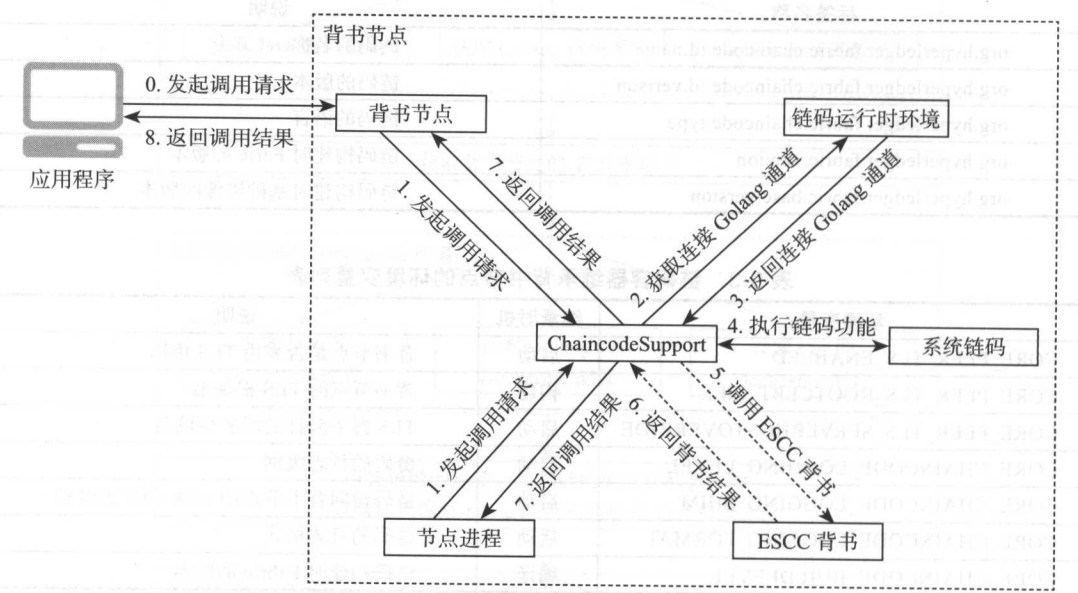 背书节点
0. 发起调用请求
8. 返回调用结果
应用程序
背书节点
链码运行时环境
1. 发起调用请求
7. 返回调用结果
2. 获取连接 Golang 通道
3. 返回连接 Golang 通道
ChaincodeSupport
4. 执行链码功能
系统链码
1. 发起调用请求
7. 返回调用结果
6. 返回背书结果
5. 调用 ESCC 背书
节点进程
ESCC 背书